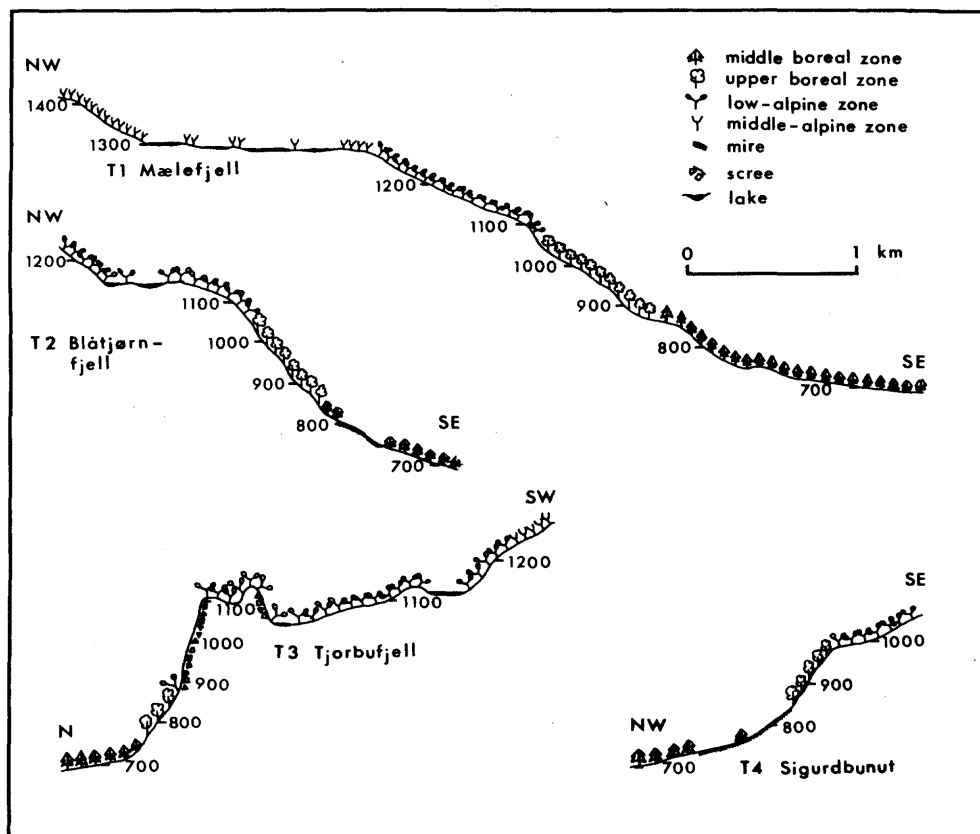 NW
1400
1300
T1 Mælefjell
1200
1100
1000
900
800
700
SE
middle boreal zone
upper boreal zone
low-alpine zone
middle-alpine zone
mire
scree
lake
0 1 km
NW
1200
1100
T2 Blåtjørn-
fjell
1000
900
800
700
SE
SW
1200
1100
1100
1000
T3 Tjorbufjell
900
800
N
700
SE
1000
900
800
NW
700
T4 Sigurdbunut